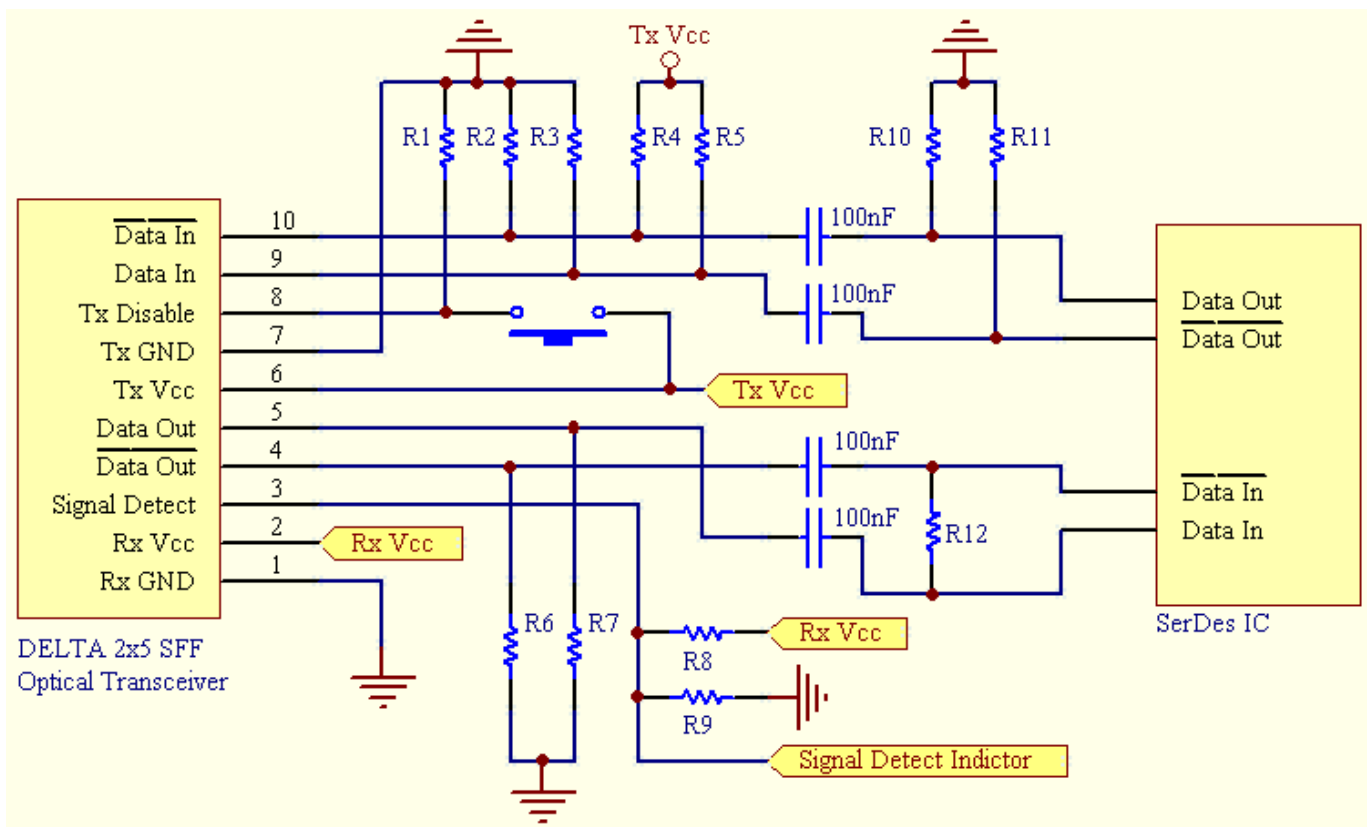 Tx Vcc
R1
R2
R3
R4
R5
R10
R11
Data In
10
100nF
Data In
9
Tx Disable
8
100nF
Data Out
Tx GND
7
Data Out
Tx Vcc
6
Tx Vcc
Data Out
5
100nF
Data Out
4
Data In
Signal Detect
3
100nF
R12
Data In
Rx Vcc
2
Rx Vcc
Rx GND
1
R6
R7
Rx Vcc
SerDes IC
DELTA 2x5 SFF
Optical Transceiver
R8
R9
Signal Detect Indictor